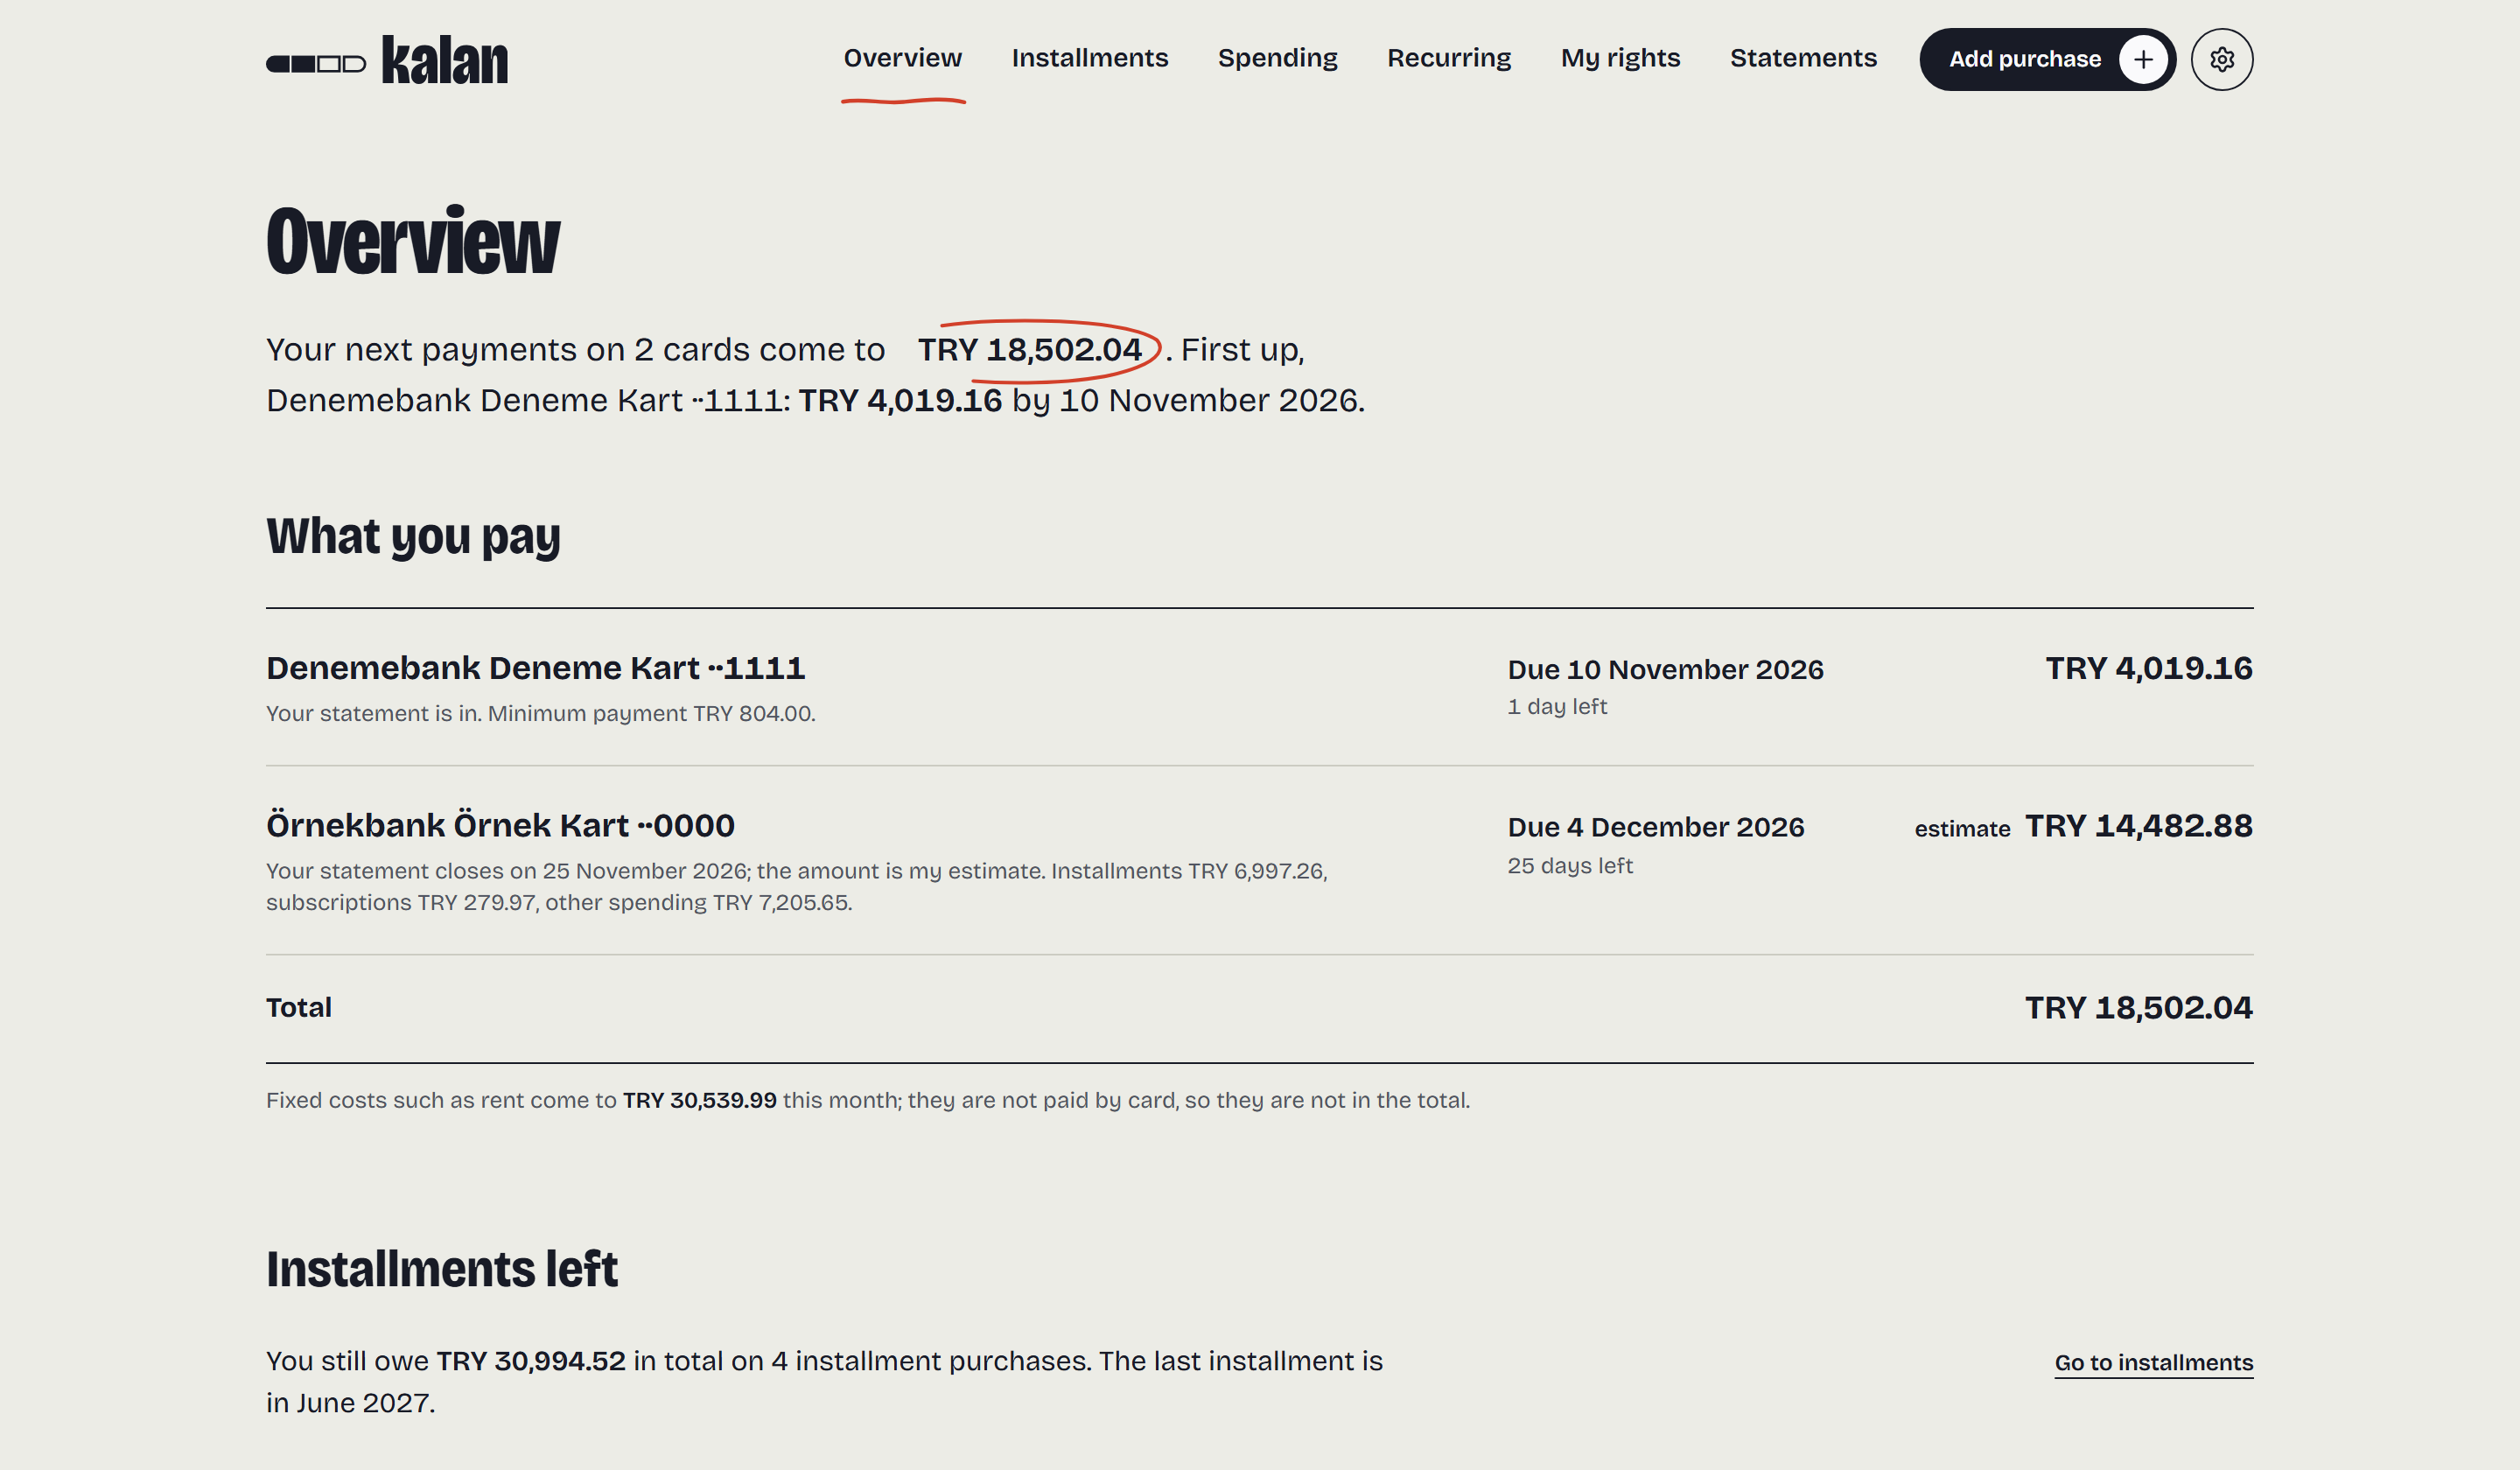 kalan
Overview
Installments
Spending
Recurring
My rights
Statements
Add purchase
Overview
Your next payments on 2 cards come to TRY 18,502.04 . First up,
Denemebank Deneme Kart ··1111: TRY 4,019.16 by 10 November 2026.
What you pay
Denemebank Deneme Kart ··1111
Your statement is in. Minimum payment TRY 804.00.
Due 10 November 2026
1 day left
TRY 4,019.16
Örnekbank Örnek Kart ··0000
Your statement closes on 25 November 2026; the amount is my estimate. Installments TRY 6,997.26,
subscriptions TRY 279.97, other spending TRY 7,205.65.
Due 4 December 2026
25 days left
estimate TRY 14,482.88
Total
TRY 18,502.04
Fixed costs such as rent come to TRY 30,539.99 this month; they are not paid by card, so they are not in the total.
Installments left
You still owe TRY 30,994.52 in total on 4 installment purchases. The last installment is
in June 2027.
Go to installments